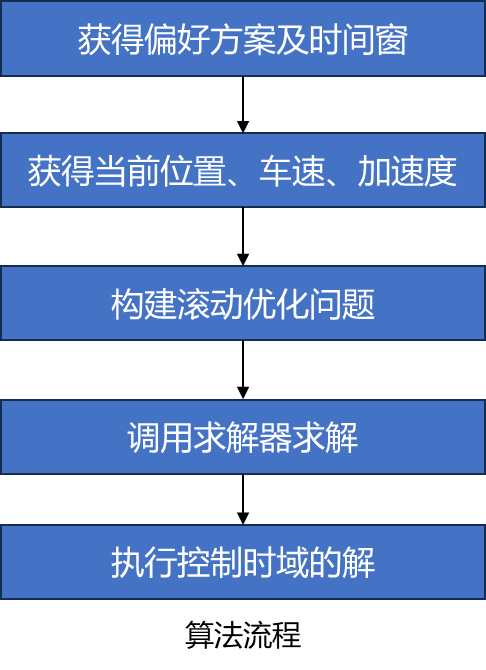 获得偏好方案及时间窗
获得当前位置、车速、加速度
构建滚动优化问题
调用求解器求解
执行控制时域的解
算法流程